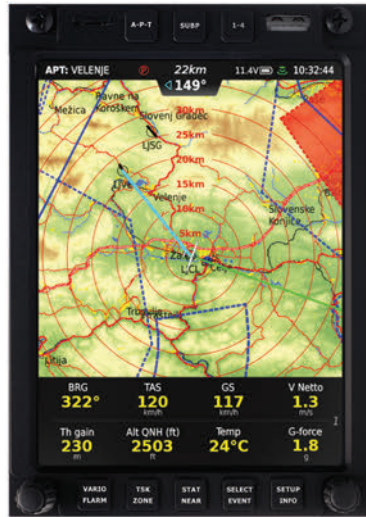 A-P-T SUBP 1-4
APT: VELENJE 22km 11.4V 10:32:44
149°
Ravne na
Koroškem
Mežica
30km
Slovenj Gradec
25km
LJSG
20km
15km
Velenje
10km
Slovenske
Konjice
5km
LJCL
Celje
Litija
BRG TAS GS V Netto
322° 120 117 1.3
km/h km/h m/s
Th gain Alt QNH (ft) Temp G-force
230 2503 24°C 1.8
m ft g
VARIO TSK STAT SELECT SETUP
FLARM ZONE NEAR EVENT INFO